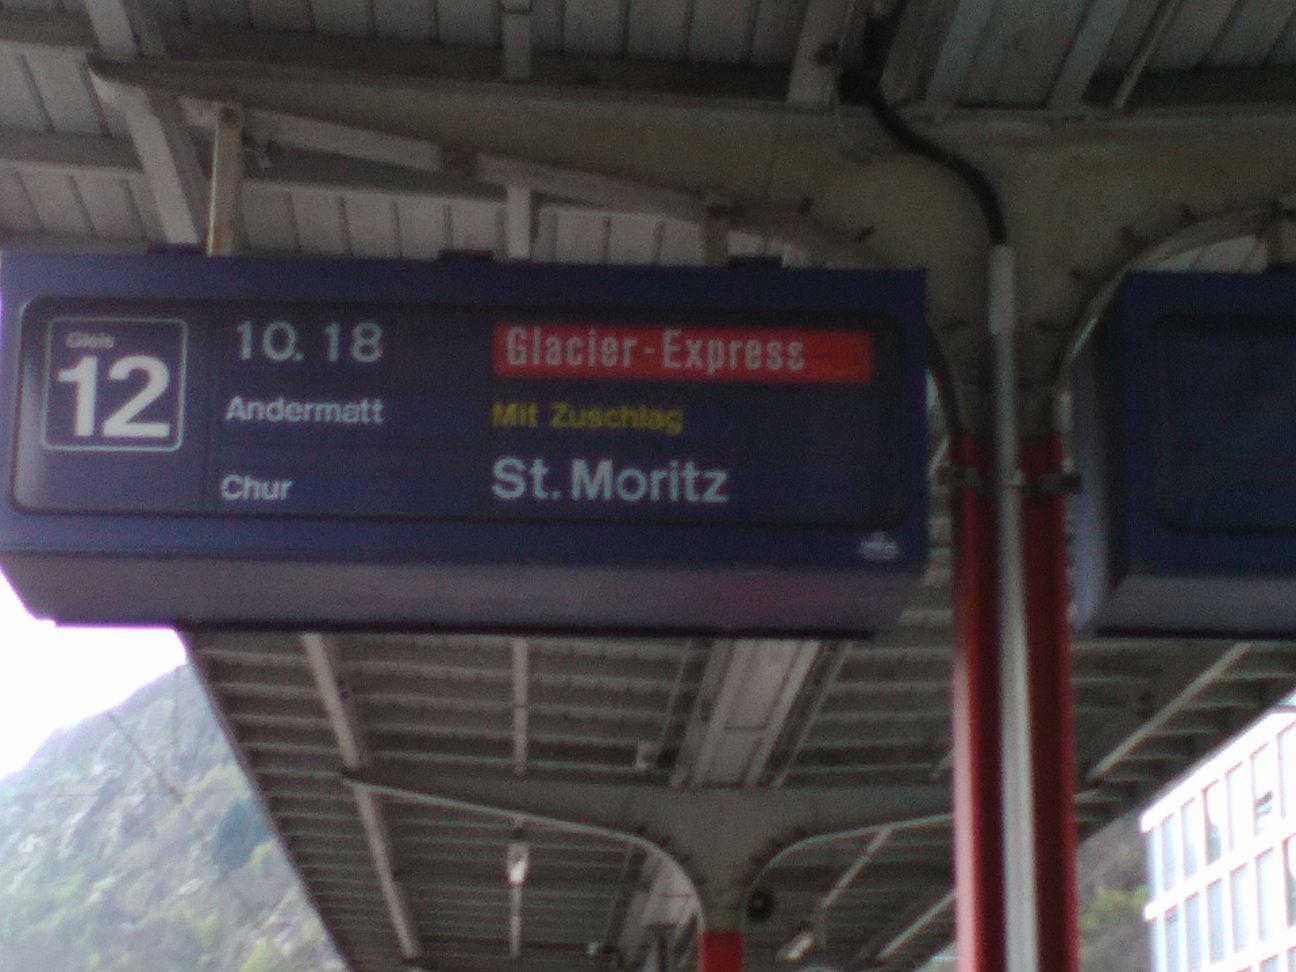 Gleis
12
10.18
Glacier-Express
Andermatt
Mit Zuschlag
Chur
St. Moritz